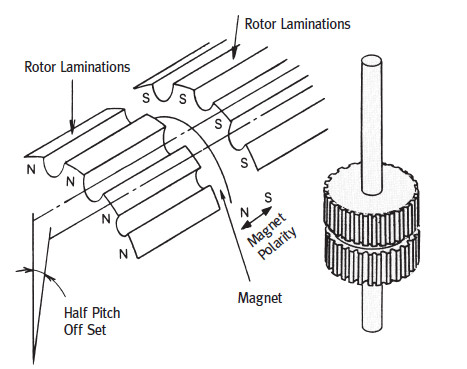 Rotor Laminations
Rotor Laminations
S
S
S
S
N
N
N
N
N S
Magnet
Polarity
Magnet
Half Pitch
Off Set